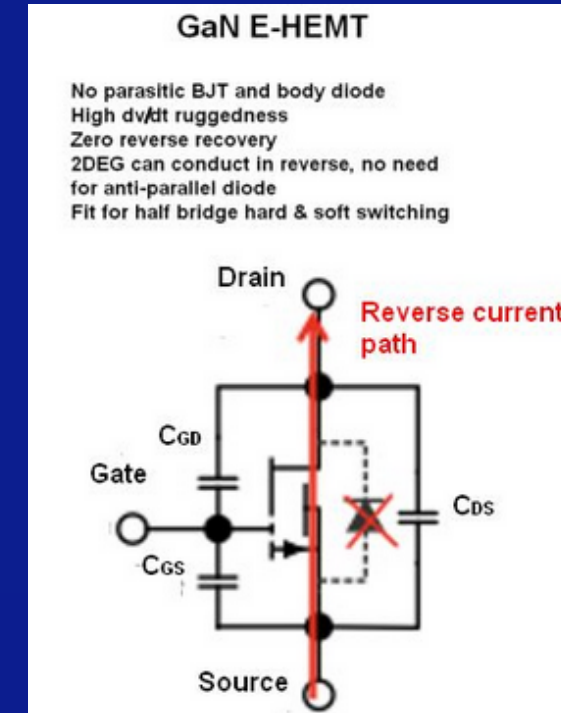 GaN E-HEMT
No parasitic BJT and body diode
High dv/dt ruggedness
Zero reverse recovery
2DEG can conduct in reverse, no need
for anti-parallel diode
Fit for half bridge hard & soft switching
Drain
Reverse current
path
CGD
Gate
CDS
CGS
Source